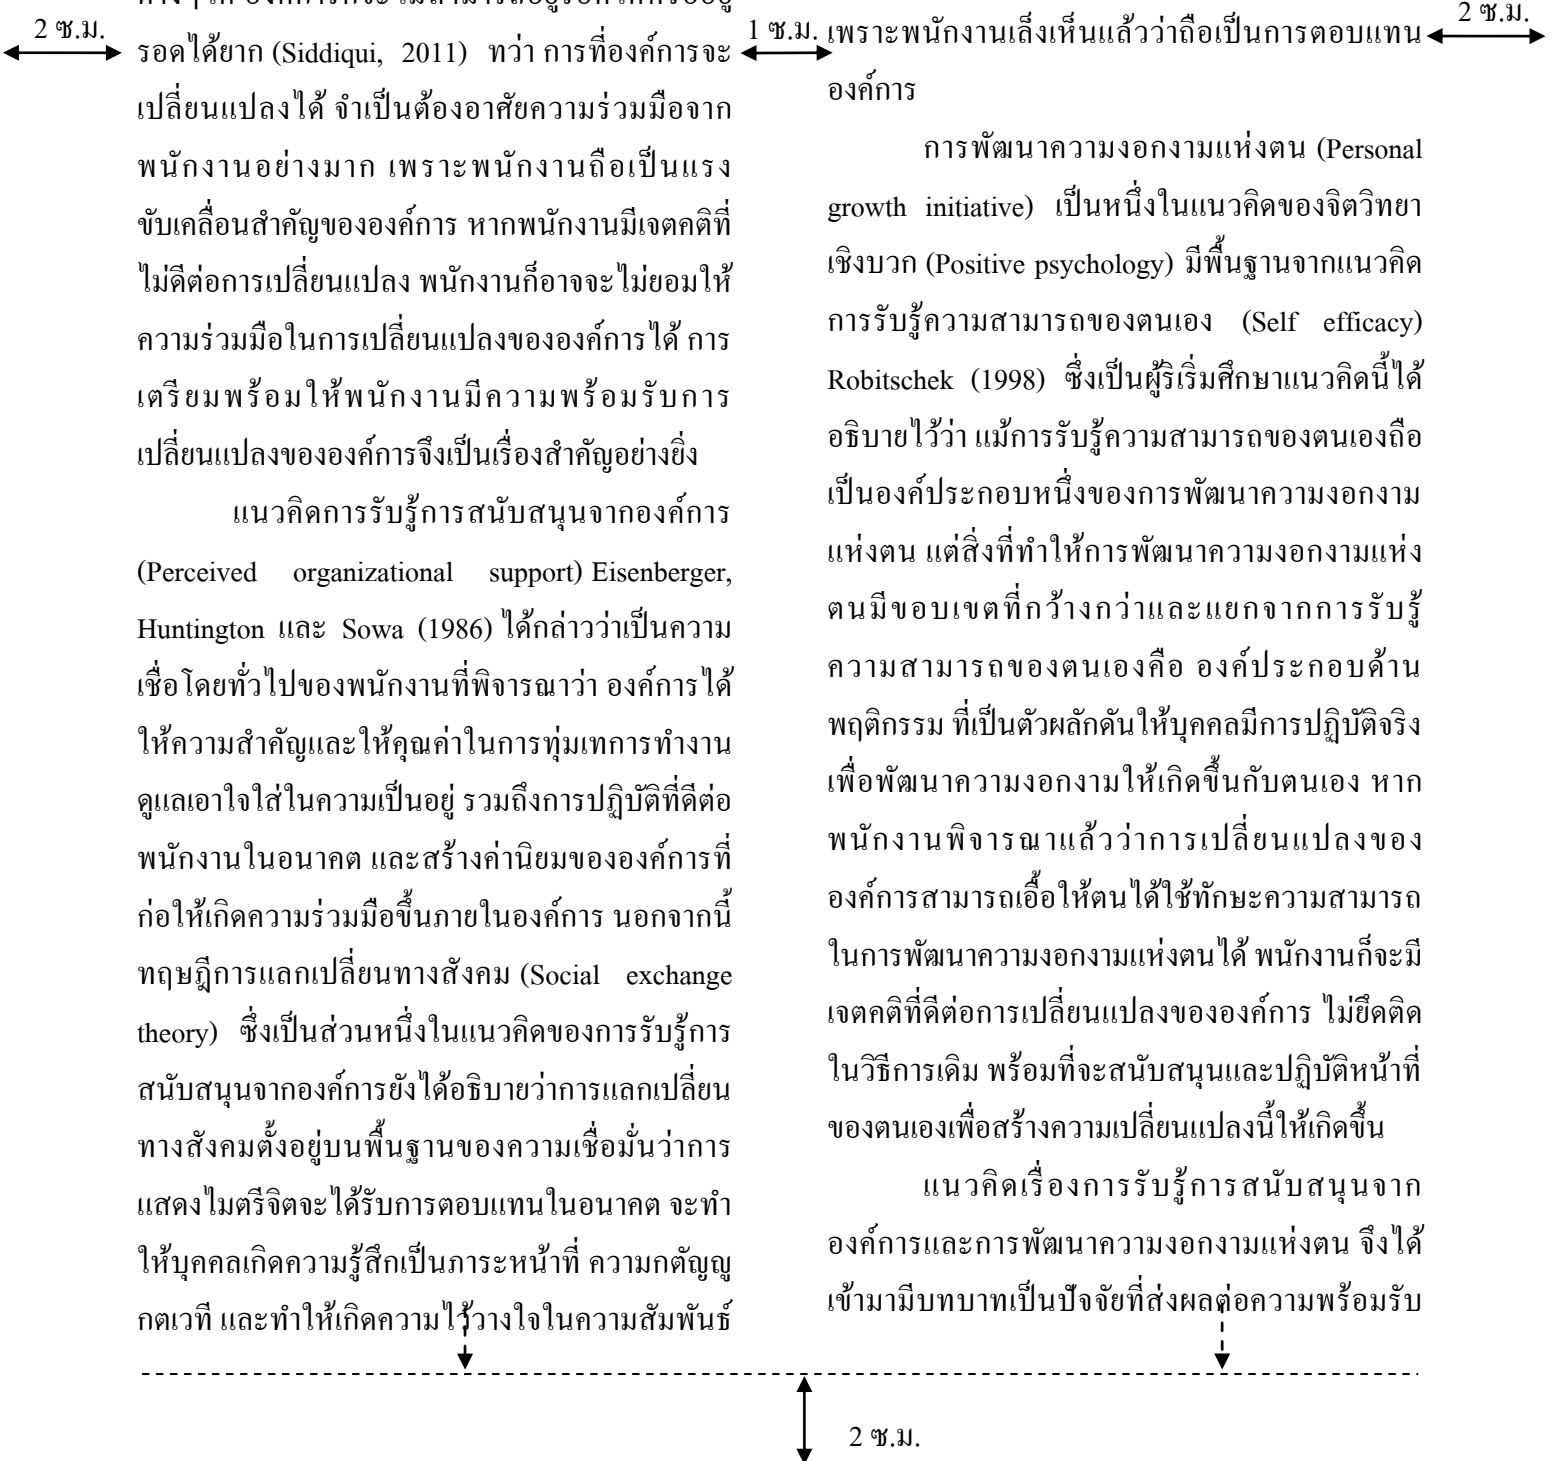 2 ซ.ม.
รอดได้ยาก (Siddiqui, 2011) ทว่า การที่องค์การจะ
เปลี่ยนแปลงได้ จำเป็นต้องอาศัยความร่วมมือจาก
พนักงานอย่างมาก เพราะพนักงานถือเป็นแรง
ขับเคลื่อนสำคัญขององค์การ หากพนักงานมีเจตคติที่
ไม่ดีต่อการเปลี่ยนแปลง พนักงานก็อาจจะไม่ยอมให้
ความร่วมมือในการเปลี่ยนแปลงขององค์การได้ การ
เตรียมพร้อมให้พนักงานมีความพร้อมรับการ
เปลี่ยนแปลงขององค์การจึงเป็นเรื่องสำคัญอย่างยิ่ง
แนวคิดการรับรู้การสนับสนุนจากองค์การ
(Perceived organizational support) Eisenberger,
Huntington และ Sowa (1986) ได้กล่าวว่าเป็นความ
เชื่อโดยทั่วไปของพนักงานที่พิจารณาว่า องค์การได้
ให้ความสำคัญและให้คุณค่าในการทุ่มเทการทำงาน
ดูแลเอาใจใส่ในความเป็นอยู่ รวมถึงการปฏิบัติที่ดีต่อ
พนักงานในอนาคต และสร้างค่านิยมขององค์การที่
ก่อให้เกิดความร่วมมือขึ้นภายในองค์การ นอกจากนี้
ทฤษฎีการแลกเปลี่ยนทางสังคม (Social exchange
theory) ซึ่งเป็นส่วนหนึ่งในแนวคิดของการรับรู้การ
สนับสนุนจากองค์การยังได้อธิบายว่าการแลกเปลี่ยน
ทางสังคมตั้งอยู่บนพื้นฐานของความเชื่อมั่นว่าการ
แสดงไมตรีจิตจะได้รับการตอบแทนในอนาคต จะทำ
ให้บุคคลเกิดความรู้สึกเป็นภาระหน้าที่ ความกตัญญู
กตเวที และทำให้เกิดความไว้วางใจในความสัมพันธ์
1 ซ.ม.
เพราะพนักงานเล็งเห็นแล้วว่าถือเป็นการตอบแทน
องค์การ
การพัฒนาความงอกงามแห่งตน (Personal
growth initiative) เป็นหนึ่งในแนวคิดของจิตวิทยา
เชิงบวก (Positive psychology) มีพื้นฐานจากแนวคิด
การรับรู้ความสามารถของตนเอง (Self efficacy)
Robitschek (1998) ซึ่งเป็นผู้ริเริ่มศึกษาแนวคิดนี้ได้
อธิบายไว้ว่า แม้การรับรู้ความสามารถของตนเองถือ
เป็นองค์ประกอบหนึ่งของการพัฒนาความงอกงาม
แห่งตน แต่สิ่งที่ทำให้การพัฒนาความงอกงามแห่ง
ตนมีขอบเขตที่กว้างกว่าและแยกจากการรับรู้
ความสามารถของตนเองคือ องค์ประกอบด้าน
พฤติกรรม ที่เป็นตัวผลักดันให้บุคคลมีการปฏิบัติจริง
เพื่อพัฒนาความงอกงามให้เกิดขึ้นกับตนเอง หาก
พนักงานพิจารณาแล้วว่าการเปลี่ยนแปลงของ
องค์การสามารถเอื้อให้ตนได้ใช้ทักษะความสามารถ
ในการพัฒนาความงอกงามแห่งตนได้ พนักงานก็จะมี
เจตคติที่ดีต่อการเปลี่ยนแปลงขององค์การ ไม่ยึดติด
ในวิธีการเดิม พร้อมที่จะสนับสนุนและปฏิบัติหน้าที่
ของตนเองเพื่อสร้างความเปลี่ยนแปลงนี้ให้เกิดขึ้น
แนวคิดเรื่องการรับรู้การสนับสนุนจาก
องค์การและการพัฒนาความงอกงามแห่งตน จึงได้
เข้ามามีบทบาทเป็นปัจจัยที่ส่งผลต่อความพร้อมรับ
2 ซ.ม.
2 ซ.ม.